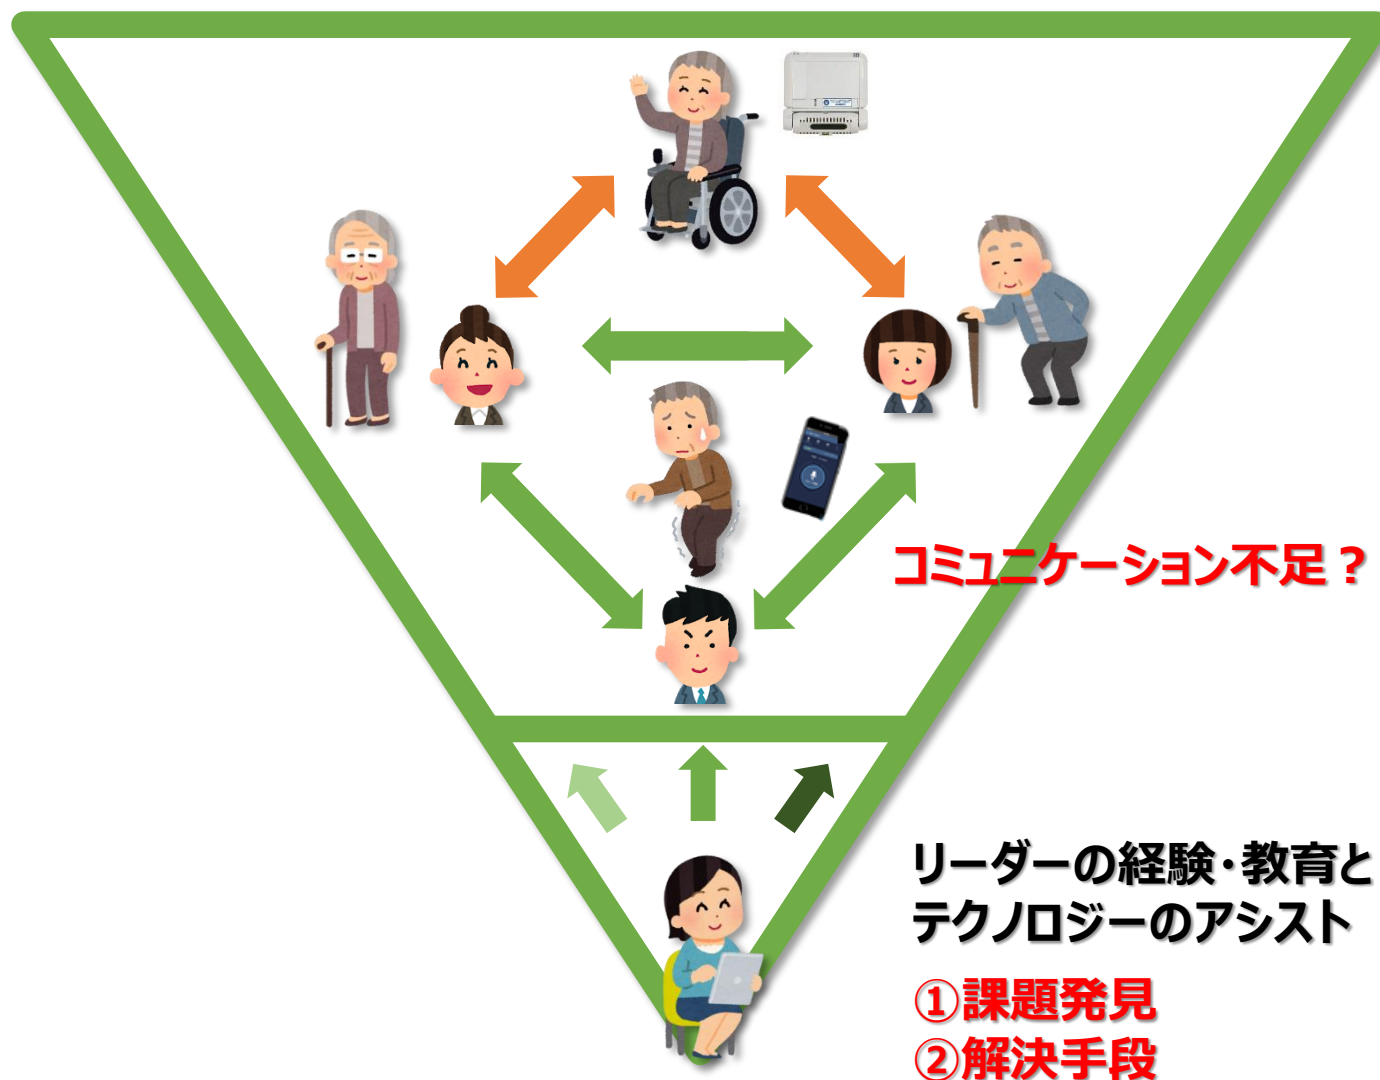 コミュニケーション不足？
リーダーの経験・教育と
テクノロジーのアシスト
①課題発見
②解決手段